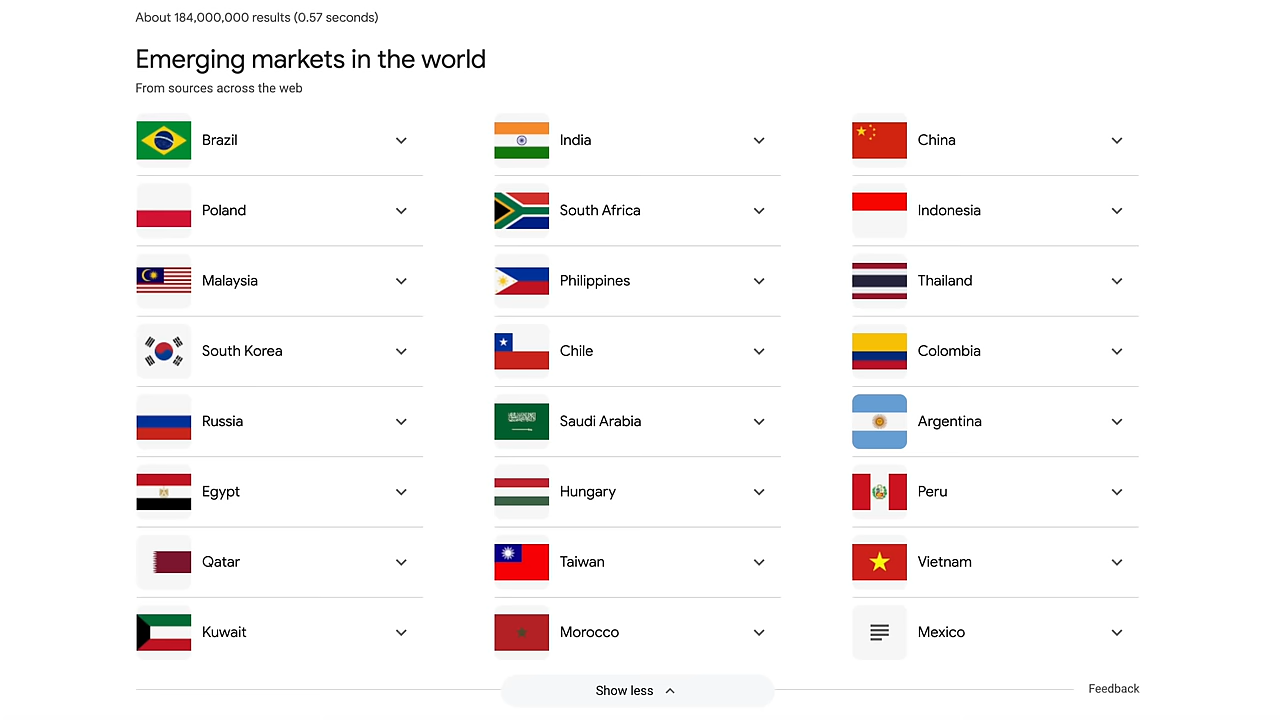 About 184,000,000 results (0.57 seconds)
Emerging markets in the world
From sources across the web
Brazil
India
China
Poland
South Africa
Indonesia
Malaysia
Philippines
Thailand
South Korea
Chile
Colombia
Russia
Saudi Arabia
Argentina
Egypt
Hungary
Peru
Qatar
Taiwan
Vietnam
Kuwait
Morocco
Mexico
Show less
Feedback